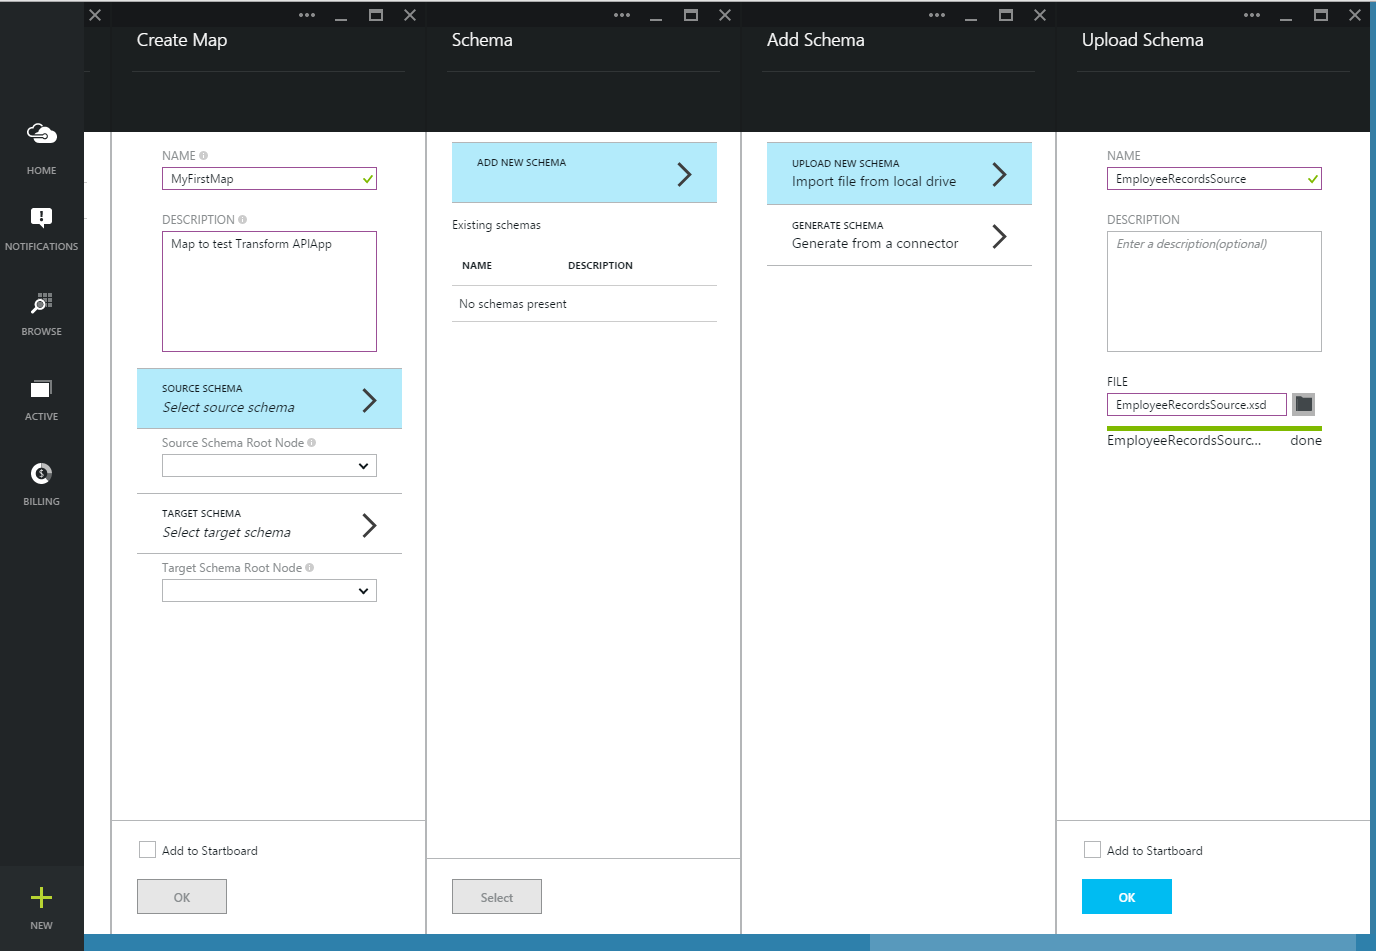 HOME
NOTIFICATIONS
BROWSE
ACTIVE
BILLING
NEW
Create Map
NAME
MyFirstMap
DESCRIPTION
Map to test Transform APIApp
SOURCE SCHEMA
Select source schema
Source Schema Root Node
TARGET SCHEMA
Select target schema
Target Schema Root Node
Add to Startboard
OK
Schema
ADD NEW SCHEMA
Existing schemas
NAME DESCRIPTION
No schemas present
Select
Add Schema
UPLOAD NEW SCHEMA
Import file from local drive
GENERATE SCHEMA
Generate from a connector
Upload Schema
NAME
EmployeeRecordsSource
DESCRIPTION
Enter a description(optional)
FILE
EmployeeRecordsSource.xsd
EmployeeRecordsSourc... done
Add to Startboard
OK